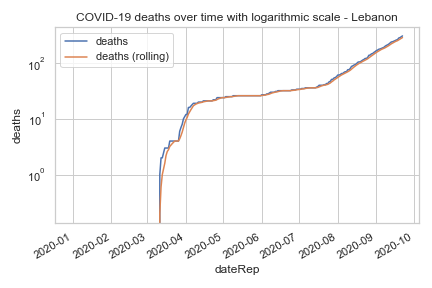 COVID-19 deaths over time with logarithmic scale - Lebanon
deaths
deaths (rolling)
deaths
10²
10¹
10⁰
2020-01
2020-02
2020-03
2020-04
2020-05
2020-06
2020-07
2020-08
2020-09
2020-10
dateRep